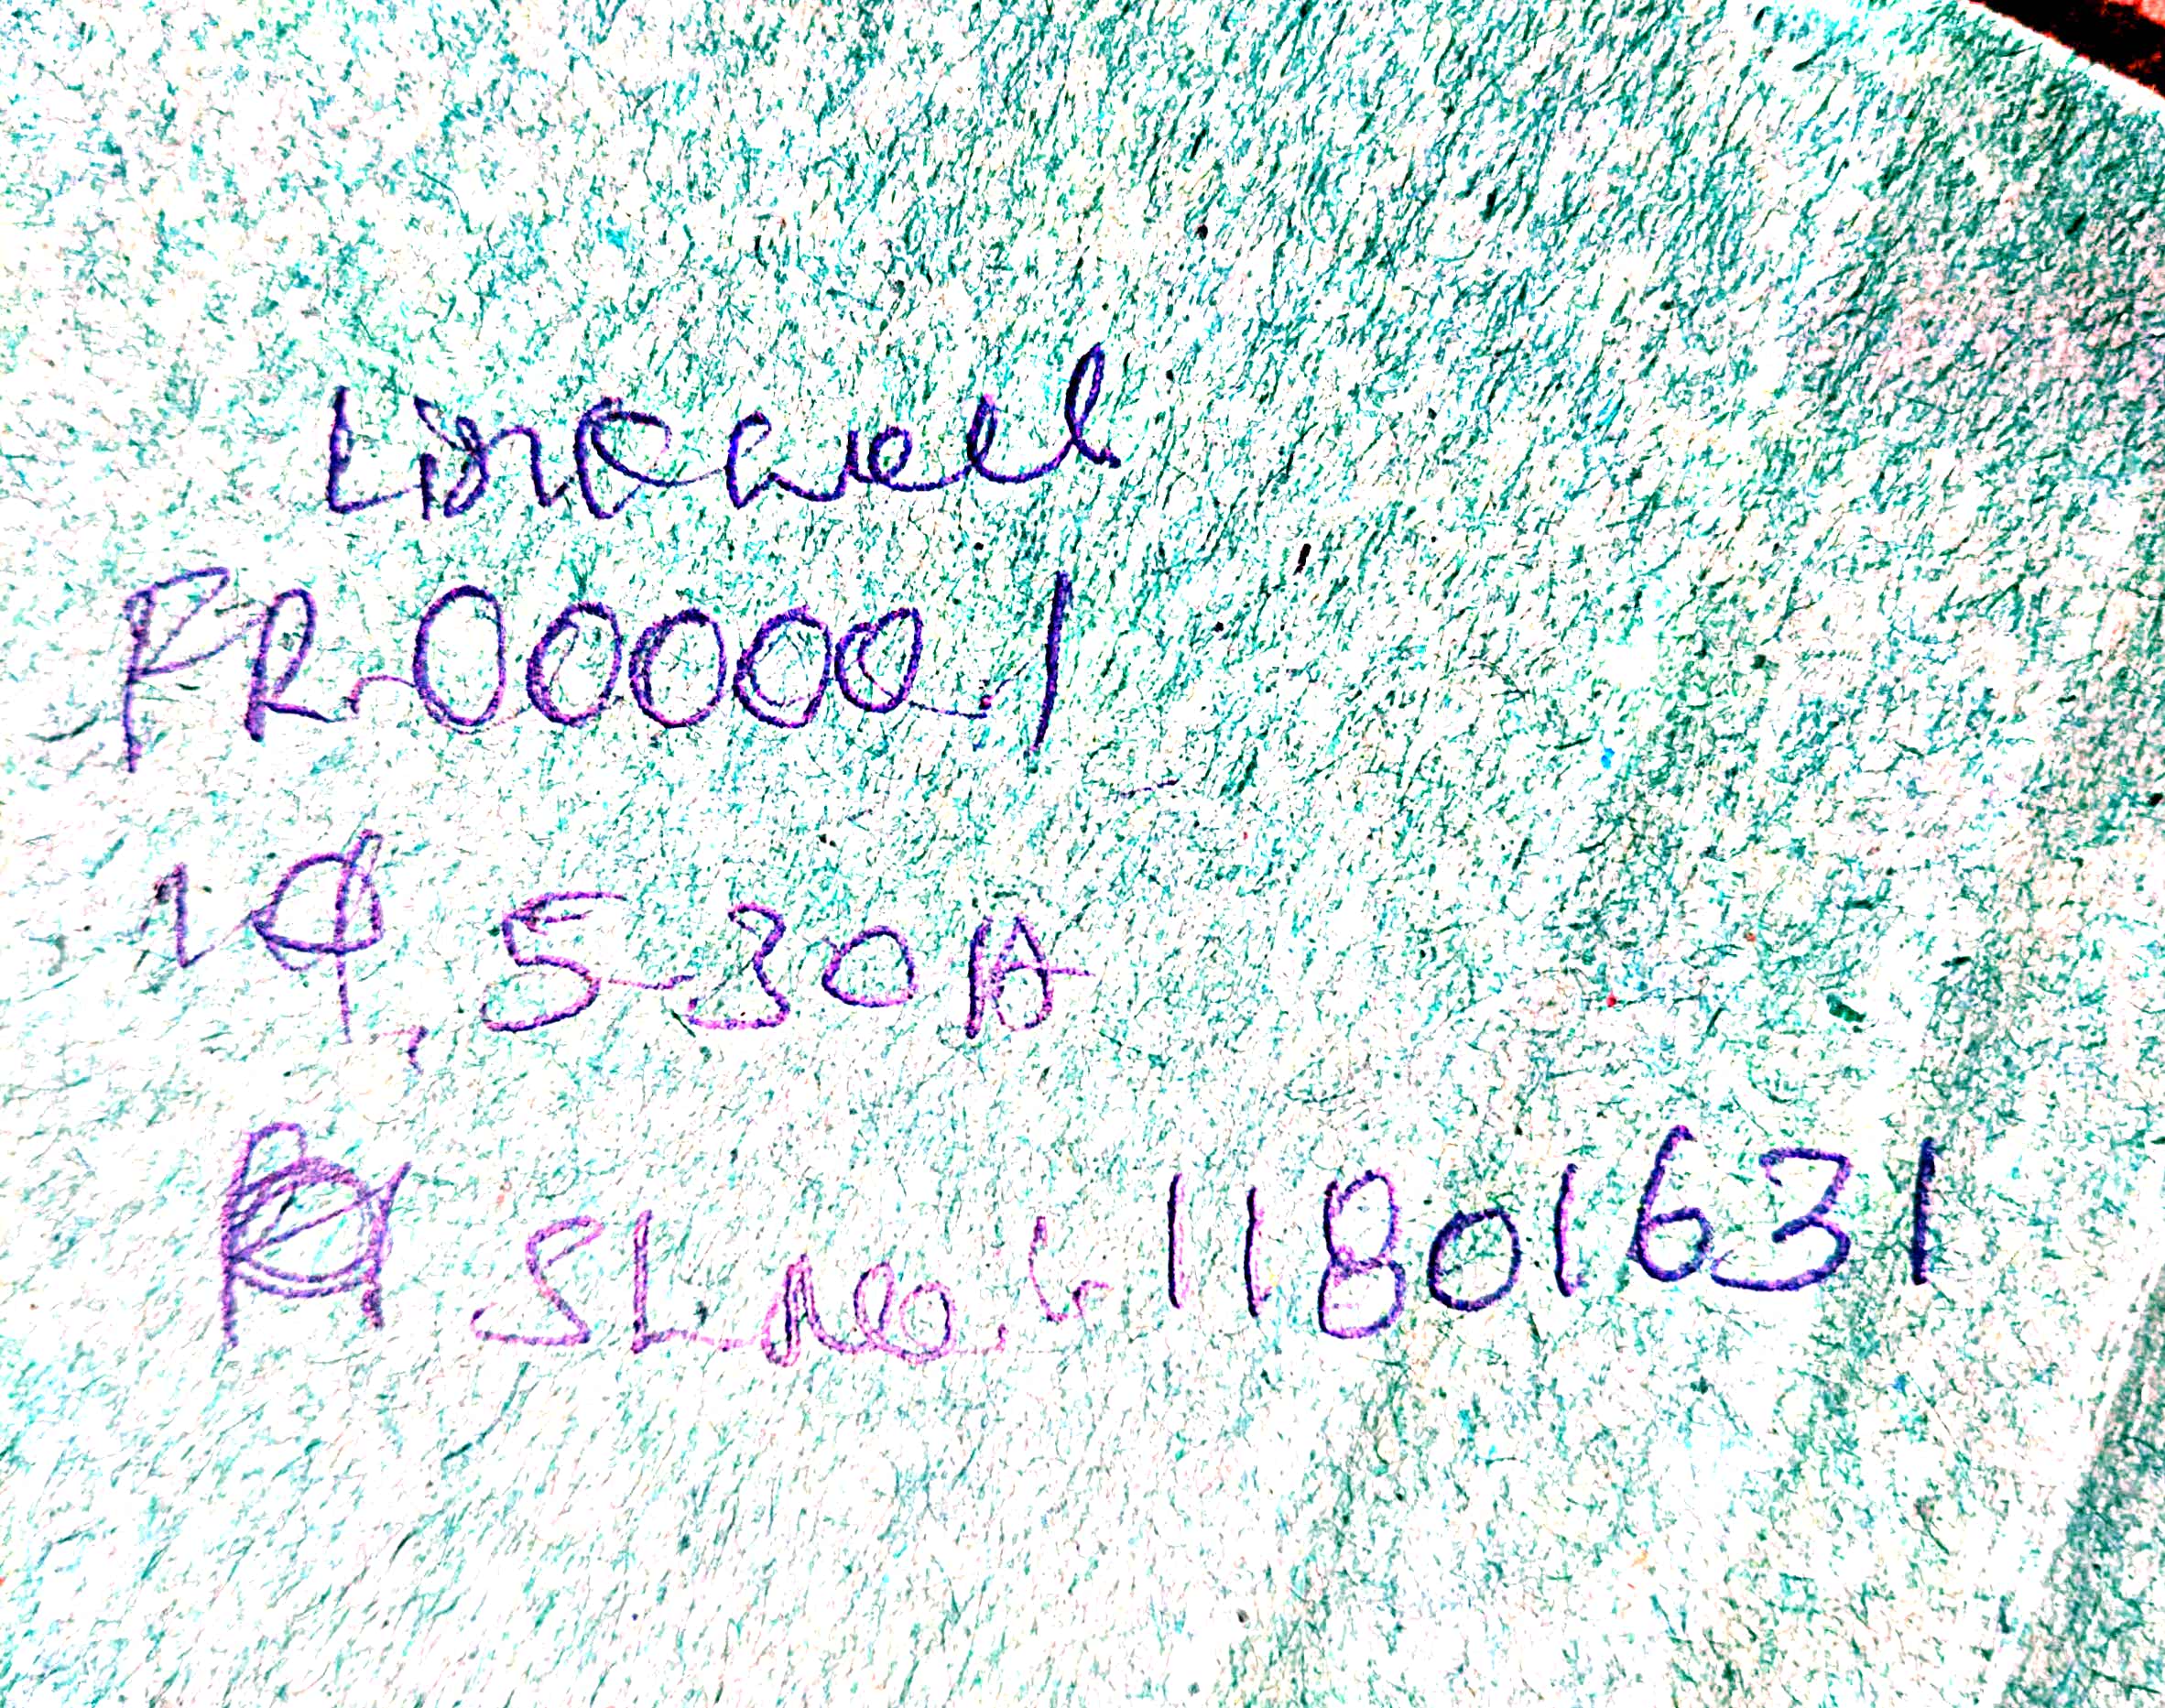 Linowell
PR-00000.1
1Φ, 5-30A
SL No: 11801631